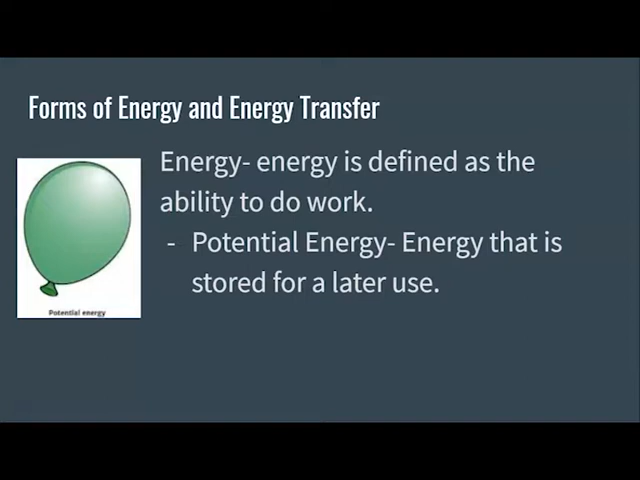 Forms of Energy and Energy Transfer
Energy- energy is defined as the
ability to do work.
- Potential Energy- Energy that is
stored for a later use.
Potential energy